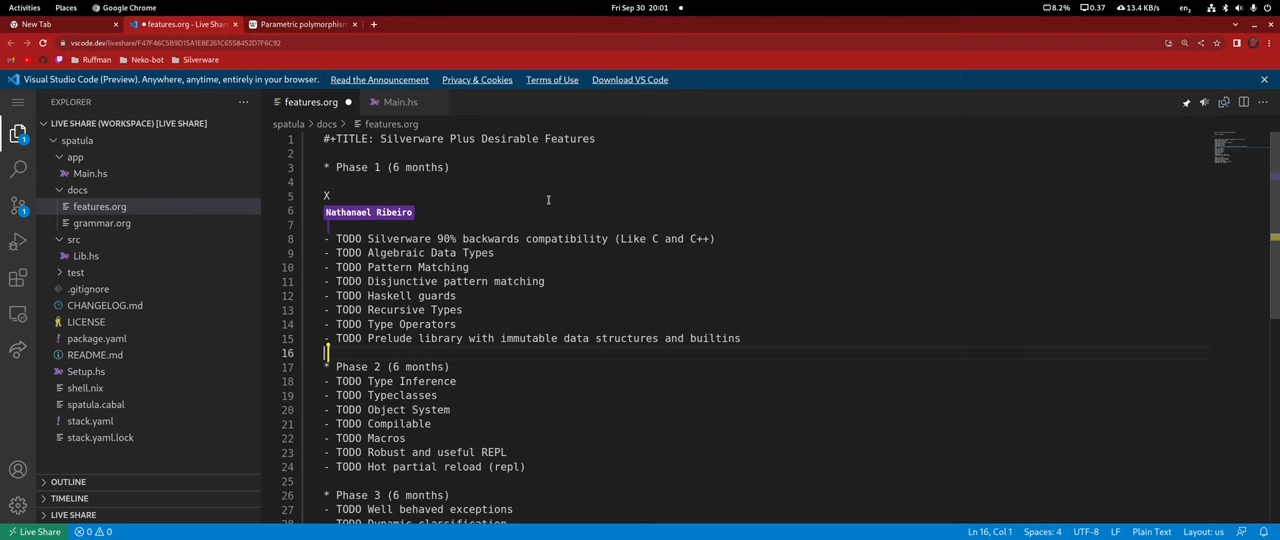 Activities Places Google Chrome Fri Sep 30 20:01 8.2% 0.37 13.4 KB/s en₂
New Tab features.org - Live Share Parametric polymorphism
vscode.dev/liveshare/F47F46C5B9D15A1E8E261C6558452D7F6C92
Ruffman Neko-bot Silverware
Visual Studio Code (Preview). Anywhere, anytime, entirely in your browser. Read the Announcement Privacy & Cookies Terms of Use Download VS Code
EXPLORER
LIVE SHARE (WORKSPACE) [LIVE SHARE]
spatula
app
Main.hs
docs
features.org
grammar.org
src
Lib.hs
test
.gitignore
CHANGELOG.md
LICENSE
package.yaml
README.md
Setup.hs
shell.nix
spatula.cabal
stack.yaml
stack.yaml.lock
OUTLINE
TIMELINE
LIVE SHARE
1
1
features.org Main.hs
spatula > docs > features.org
1 #+TITLE: Silverware Plus Desirable Features
2
3 * Phase 1 (6 months)
4
5 X
6 Nathanael Ribeiro
7
8 - TODO Silverware 90% backwards compatibility (Like C and C++)
9 - TODO Algebraic Data Types
10 - TODO Pattern Matching
11 - TODO Disjunctive pattern matching
12 - TODO Haskell guards
13 - TODO Recursive Types
14 - TODO Type Operators
15 - TODO Prelude library with immutable data structures and builtins
16
17 * Phase 2 (6 months)
18 - TODO Type Inference
19 - TODO Typeclasses
20 - TODO Object System
21 - TODO Compilable
22 - TODO Macros
23 - TODO Robust and useful REPL
24 - TODO Hot partial reload (repl)
25
26 * Phase 3 (6 months)
27 - TODO Well behaved exceptions
28 - TODO Dynamic classification
Live Share 0 0 Ln 16, Col 1 Spaces: 4 UTF-8 LF Plain Text Layout: us